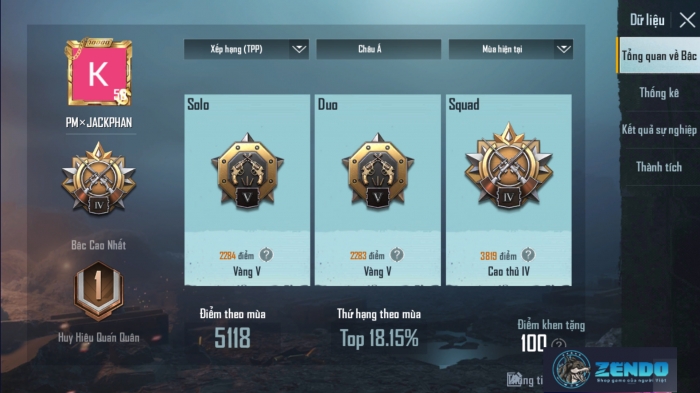 Dữ liệu
Xếp hạng (TPP)
Châu Á
Mùa hiện tại
Tổng quan về Bậc
Thống kê
Kết quả sự nghiệp
Thành tích
K
PM×JACKPHAN
IV
Bậc Cao Nhất
1
Huy Hiệu Quán Quân
Solo
V
2284 điểm ?
Vàng V
Duo
V
2283 điểm ?
Vàng V
Squad
IV
3819 điểm ?
Cao thủ IV
Điểm theo mùa
5118
Thứ hạng theo mùa
Top 18.15%
Điểm khen tặng
100
ZENDO
Shop game của người Việt